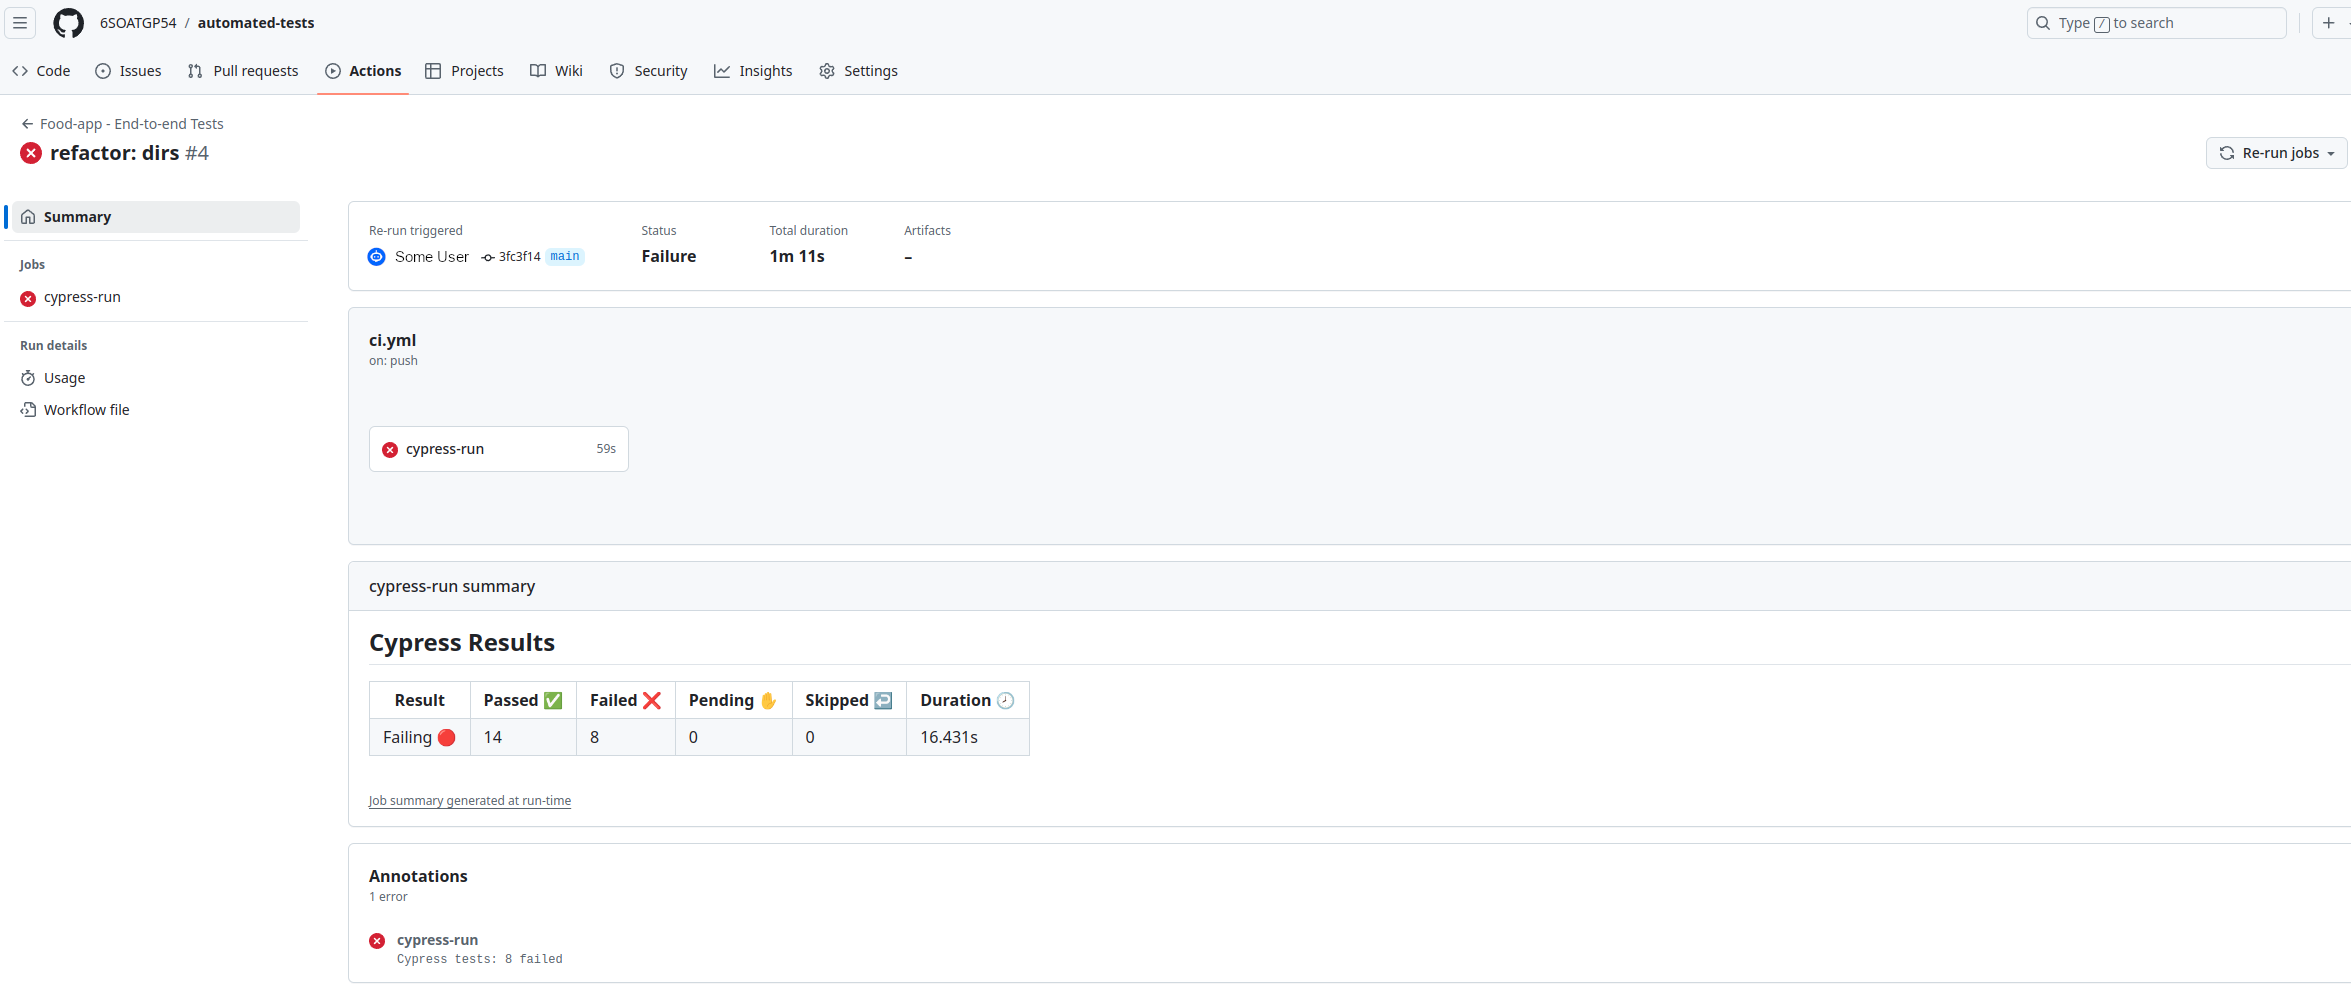 6SOATGP54 / automated-tests
Type / to search
Code Issues Pull requests Actions Projects Wiki Security Insights Settings
Food-app - End-to-end Tests
refactor: dirs #4
Re-run jobs
Summary
Jobs
cypress-run
Run details
Usage
Workflow file
Re-run triggered Status Total duration Artifacts
Some User 3fc3f14 main Failure 1m 11s –
ci.yml
on: push
cypress-run 59s
cypress-run summary
Cypress Results
Result Passed ✅ Failed ❌ Pending ✋ Skipped ↩️ Duration 🕗
Failing 🔴 14 8 0 0 16.431s
Job summary generated at run-time
Annotations
1 error
cypress-run
Cypress tests: 8 failed